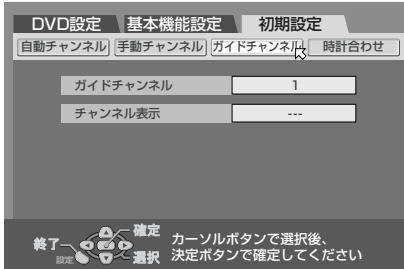 DVD設定 基本機能設定 初期設定
自動チャンネル 手動チャンネル ガイドチャンネル 時計合わせ
ガイドチャンネル 1
チャンネル表示 ---
確定
終了
設定
選択
カーソルボタンで選択後、
決定ボタンで確定してください